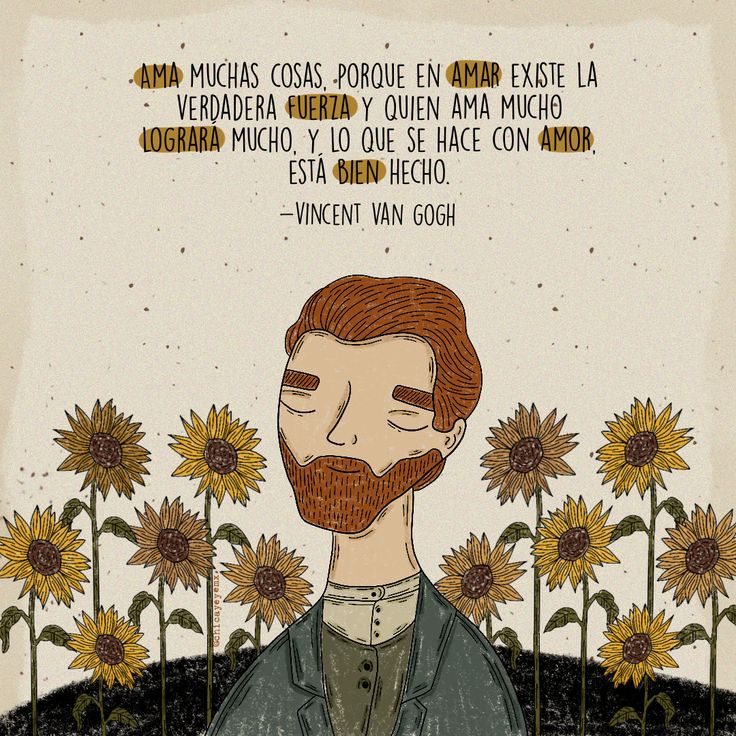 AMA MUCHAS COSAS, PORQUE EN AMAR EXISTE LA
VERDADERA FUERZA Y QUIEN AMA MUCHO
LOGRARÁ MUCHO, Y LO QUE SE HACE CON AMOR,
ESTÁ BIEN HECHO.
—VINCENT VAN GOGH
@chicayeyemx